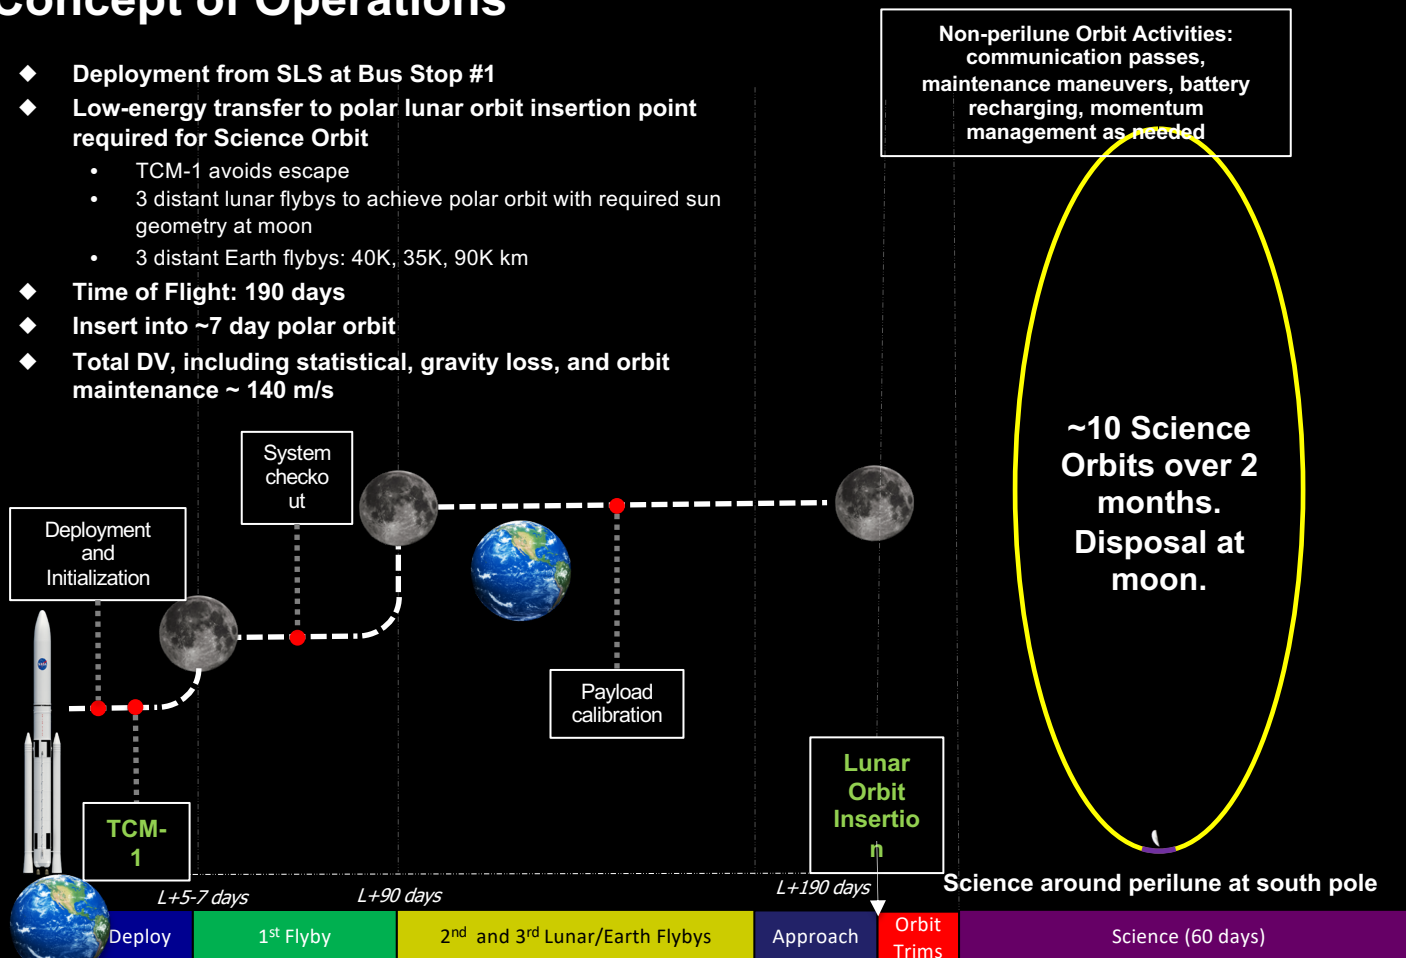 Concept of Operations
◆ Deployment from SLS at Bus Stop #1
◆ Low-energy transfer to polar lunar orbit insertion point
required for Science Orbit
• TCM-1 avoids escape
• 3 distant lunar flybys to achieve polar orbit with required sun
geometry at moon
• 3 distant Earth flybys: 40K, 35K, 90K km
◆ Time of Flight: 190 days
◆ Insert into ~7 day polar orbit
◆ Total DV, including statistical, gravity loss, and orbit
maintenance ~ 140 m/s
Non-perilune Orbit Activities:
communication passes,
maintenance maneuvers, battery
recharging, momentum
management as needed
~10 Science
Orbits over 2
months.
Disposal at
moon.
System
checko
ut
Deployment
and
Initialization
Payload
calibration
TCM-
1
Lunar
Orbit
Insertio
n
L+5-7 days
L+90 days
L+190 days
Science around perilune at south pole
Deploy
1st Flyby
2nd and 3rd Lunar/Earth Flybys
Approach
Orbit
Trims
Science (60 days)